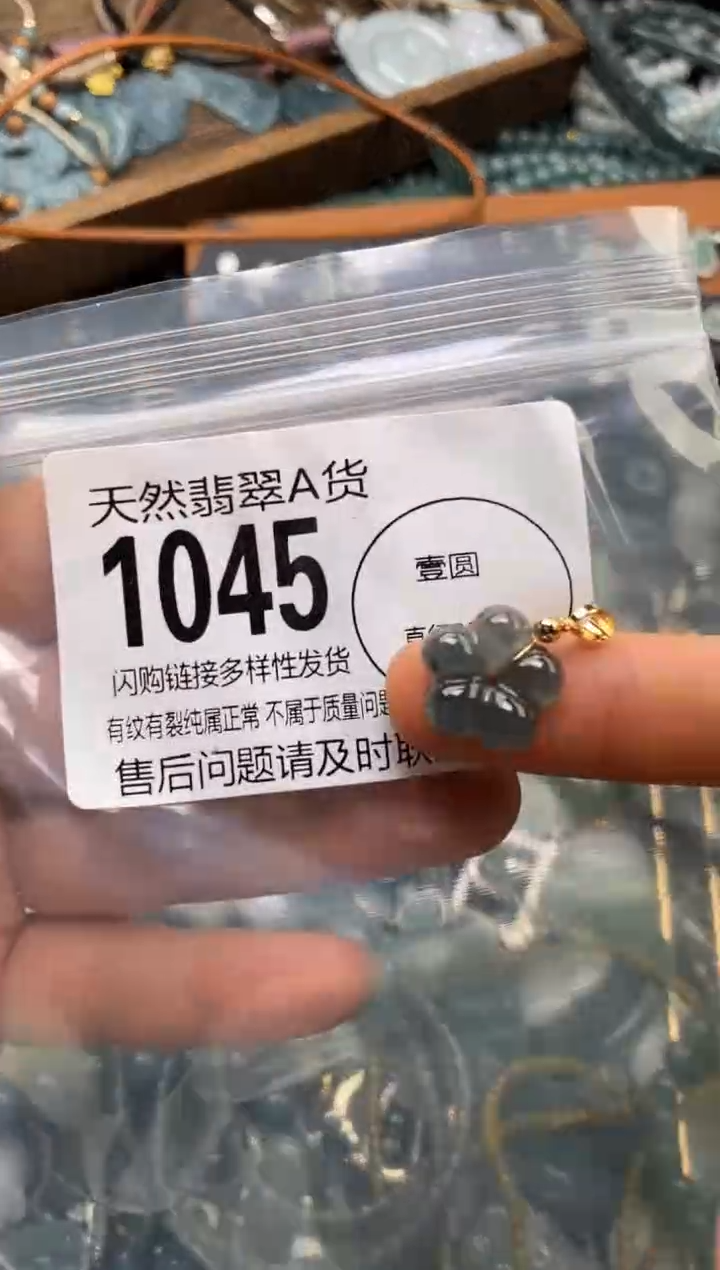 天然翡翠A货
1045
壹圆
闪购链接多样性发货
有纹有裂纯属正常 不属于质量问题
售后问题请及时联